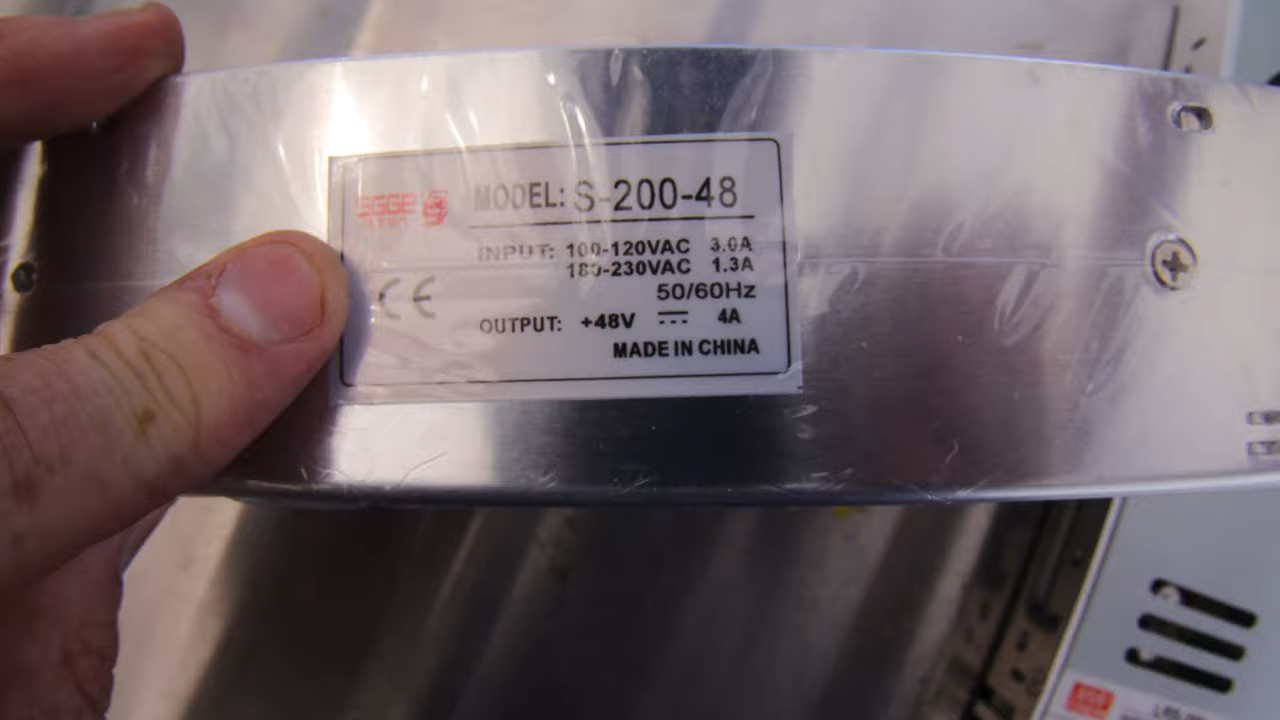 MODEL: S-200-48
INPUT: 100-120VAC 3.0A
180-230VAC 1.3A
50/60Hz
CE
OUTPUT: +48V 4A
MADE IN CHINA